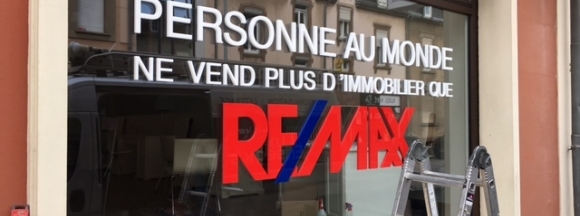 PERSONNE AU MONDE
NE VEND PLUS D'IMMOBILIER QUE
RE/MAX